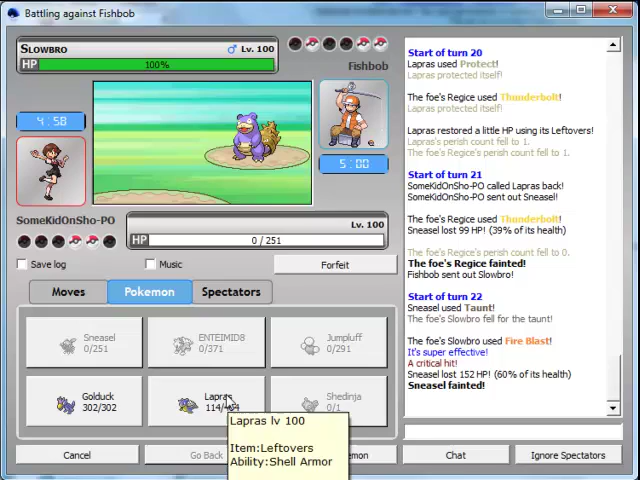 Battling against Fishbob
SLOWBRO Lv. 100
HP 100%
Fishbob
4:58
5:00
SomeKidOnSho-PO
Lv. 100
HP 0 / 251
Save log
Music
Forfeit
Moves
Pokemon
Spectators
Sneasel
0/251
ENTEIMID8
0/371
Jumpluff
0/291
Golduck
302/302
Lapras
Shedinja
0/1
Lapras lv 100
Item:Leftovers
Ability:Shell Armor
Cancel
Go Back
Chat
Ignore Spectators
Start of turn 20
Lapras used Protect!
Lapras protected itself!
The foe's Regice used Thunderbolt!
Lapras protected itself!
Lapras restored a little HP using its Leftovers!
Lapras's perish count fell to 1.
The foe's Regice's perish count fell to 1.
Start of turn 21
SomeKidOnSho-PO called Lapras back!
SomeKidOnSho-PO sent out Sneasel!
The foe's Regice used Thunderbolt!
Sneasel lost 99 HP! (39% of its health)
The foe's Regice's perish count fell to 0.
The foe's Regice fainted!
Fishbob sent out Slowbro!
Start of turn 22
Sneasel used Taunt!
The foe's Slowbro fell for the taunt!
The foe's Slowbro used Fire Blast!
It's super effective!
A critical hit!
Sneasel lost 152 HP! (60% of its health)
Sneasel fainted!